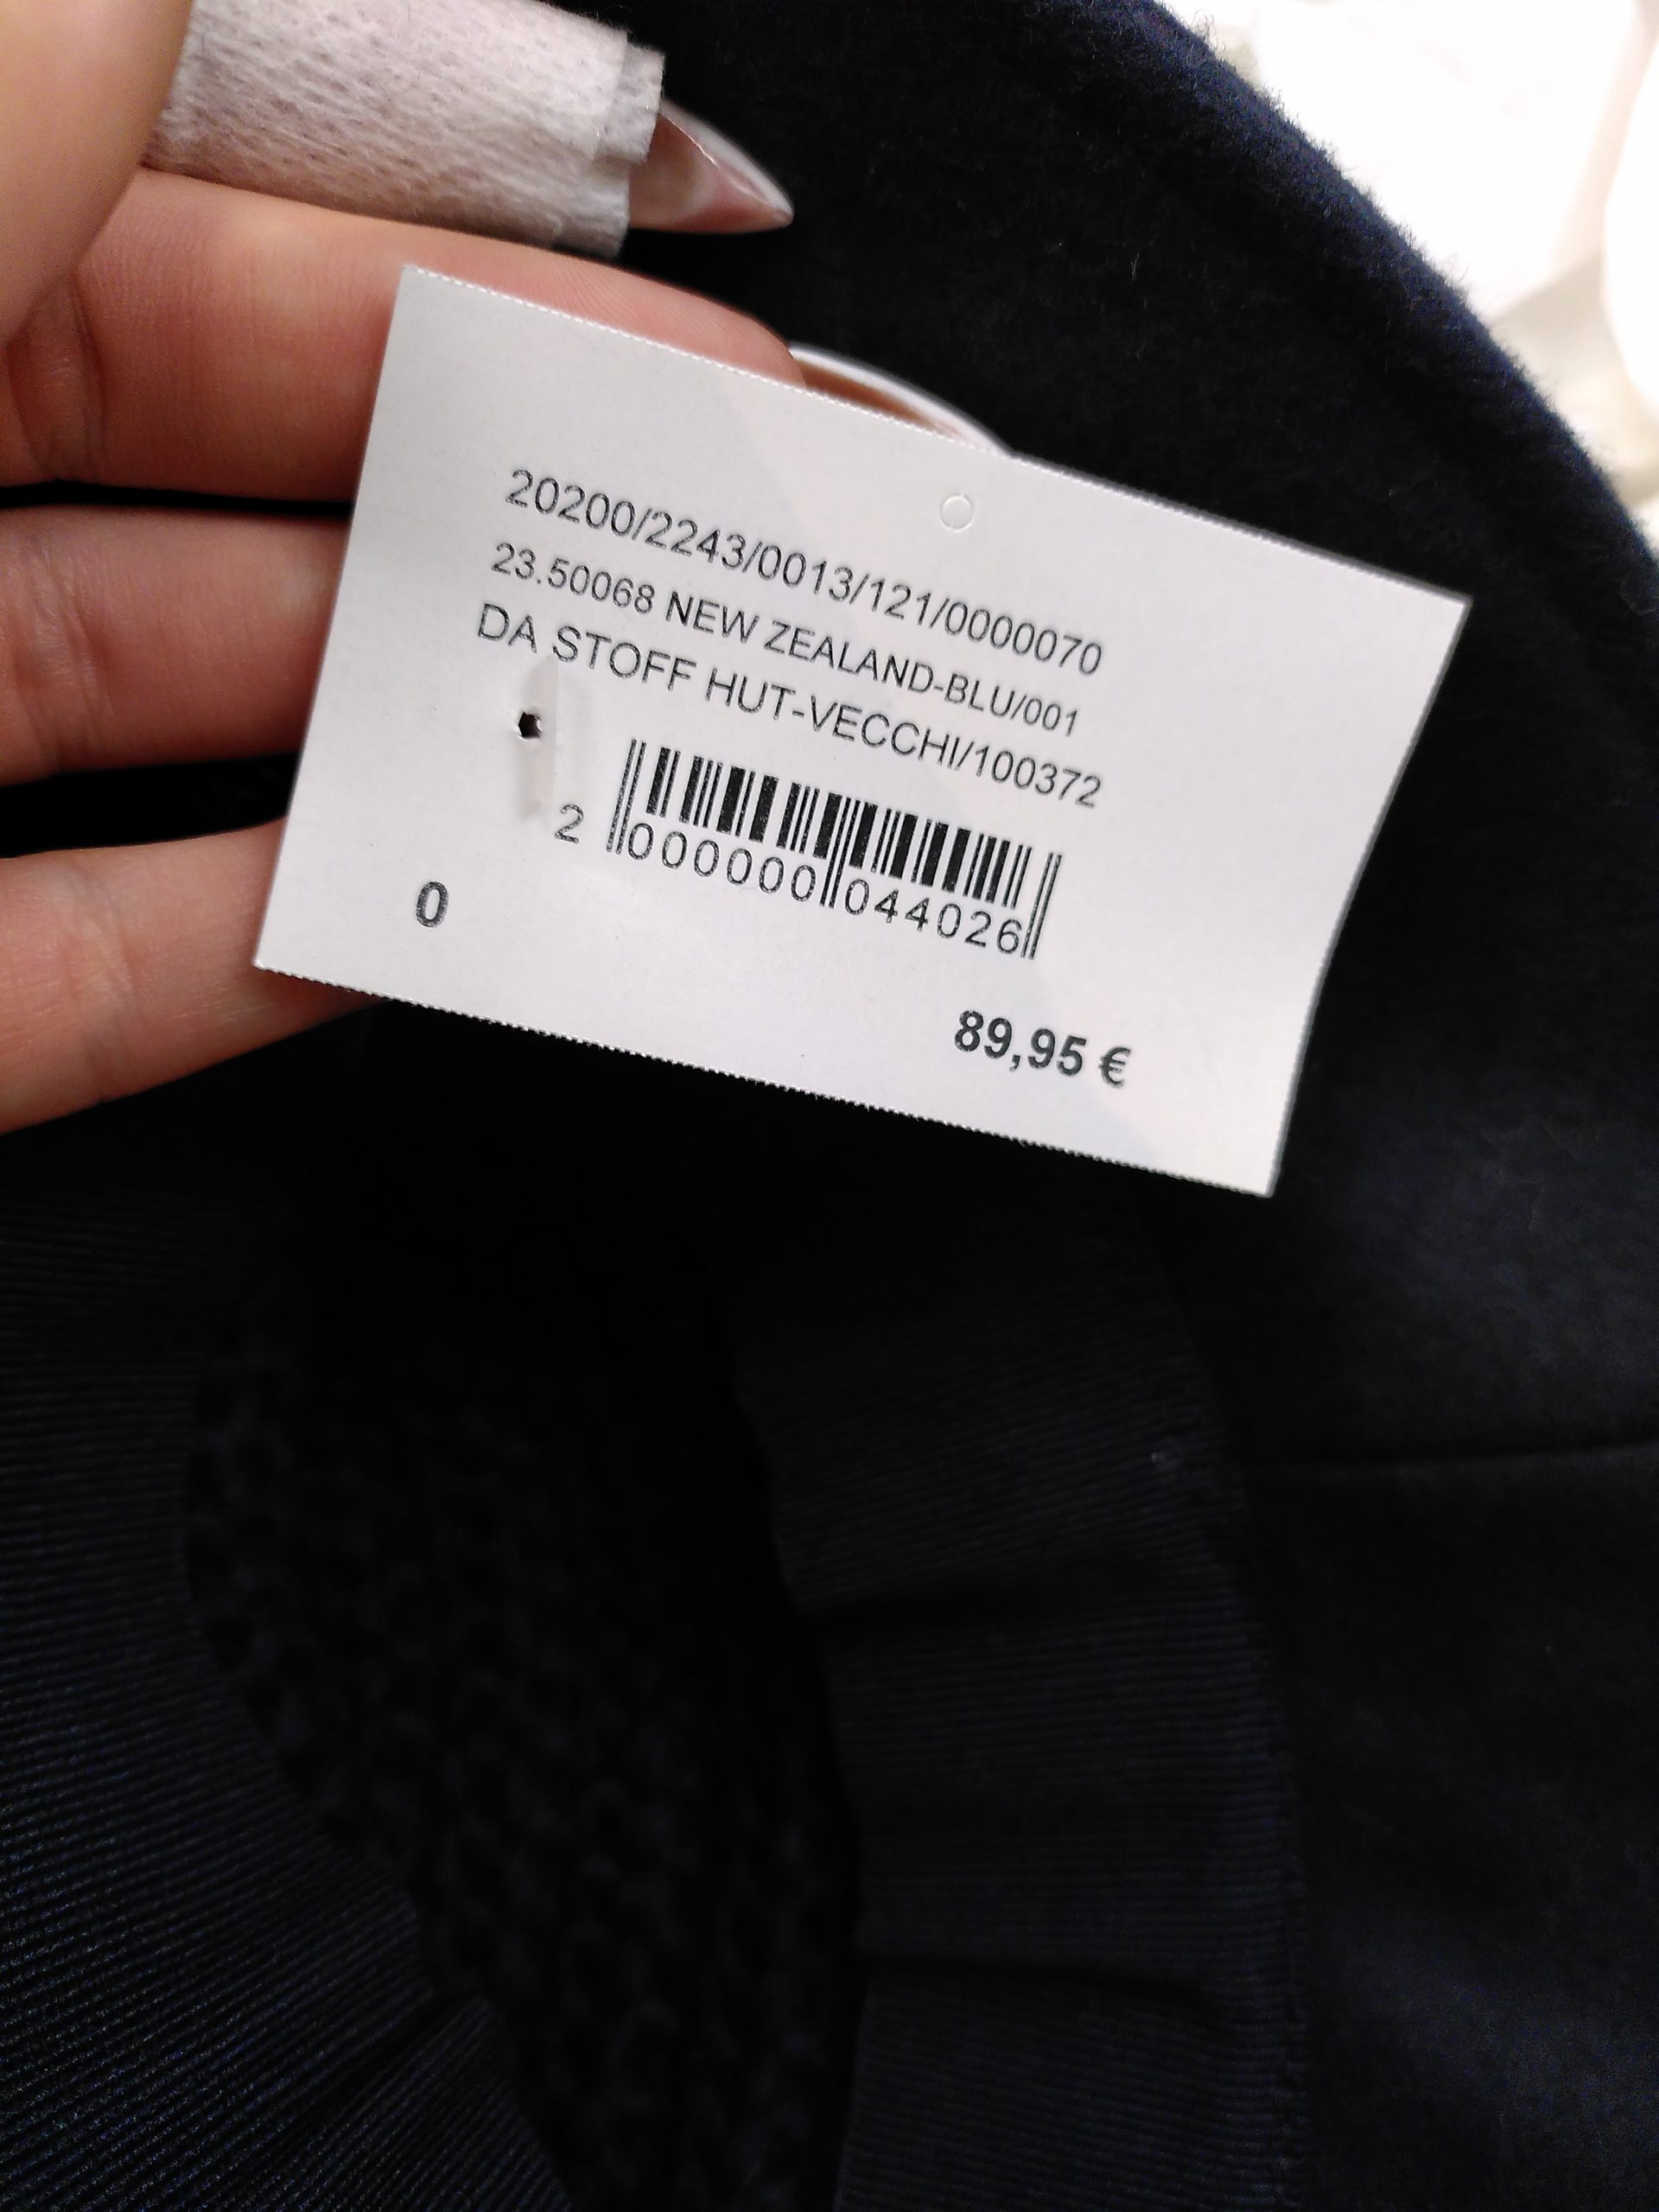 20200/2243/0013/121/0000070
23.50068 NEW ZEALAND-BLU/001
DA STOFF HUT-VECCHI/100372
2 000000 044026
0
89,95 €